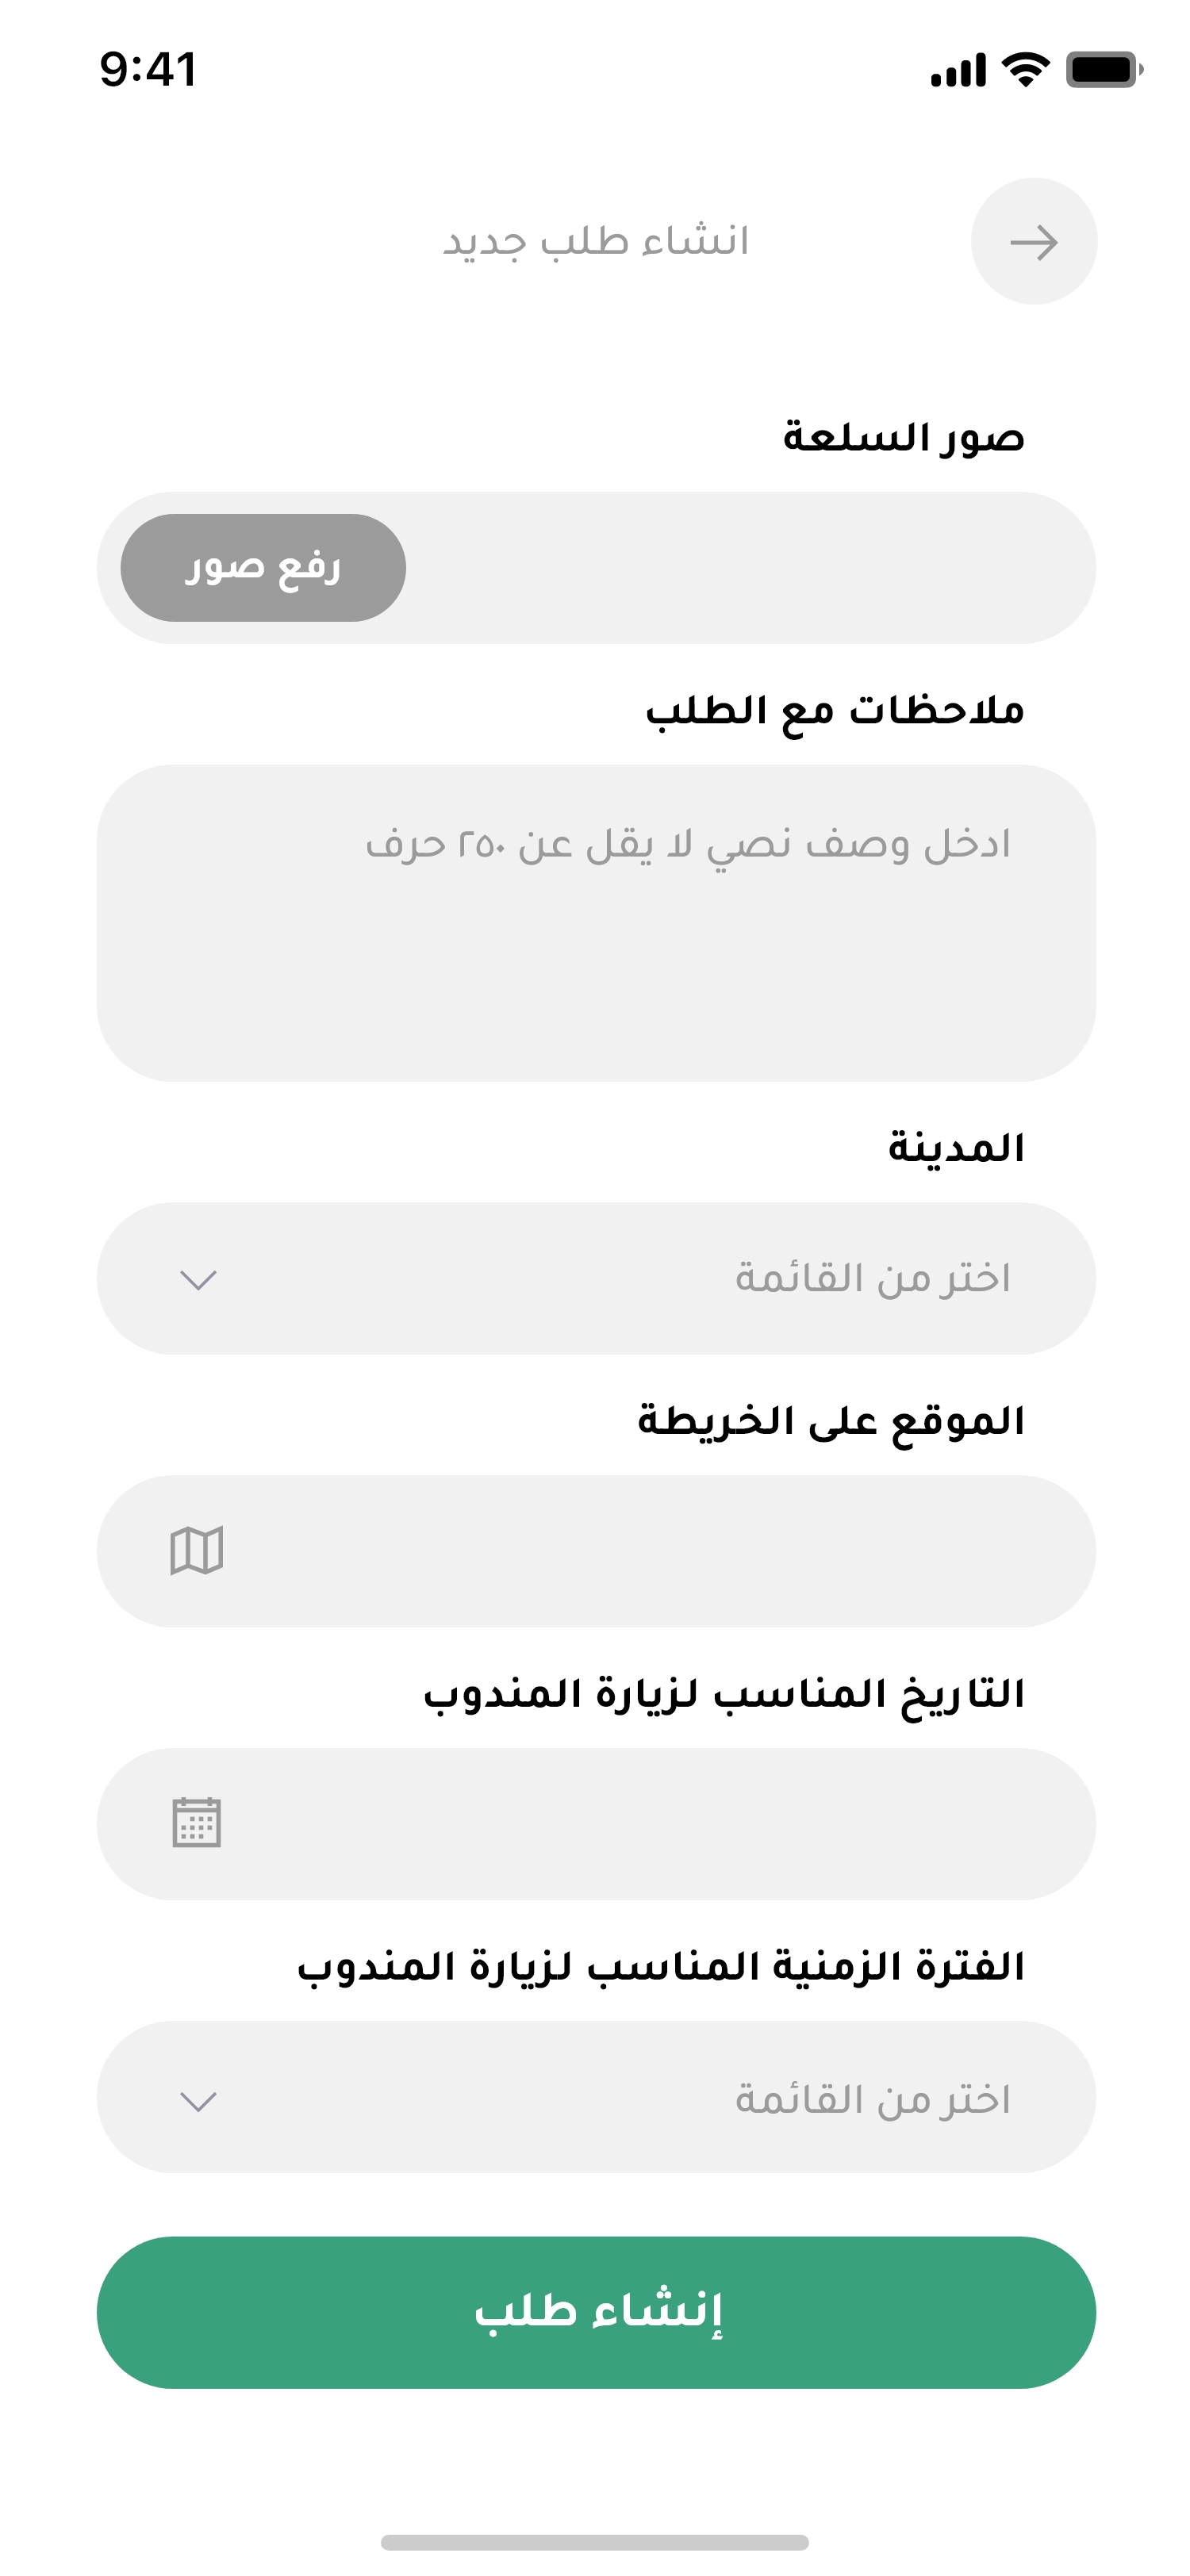 9:41
انشاء طلب جديد
صور السلعة
رفع صور
ملاحظات مع الطلب
ادخل وصف نصي لا يقل عن ٢٥٠ حرف
المدينة
اختر من القائمة
الموقع على الخريطة
التاريخ المناسب لزيارة المندوب
الفترة الزمنية المناسب لزيارة المندوب
اختر من القائمة
إنشاء طلب